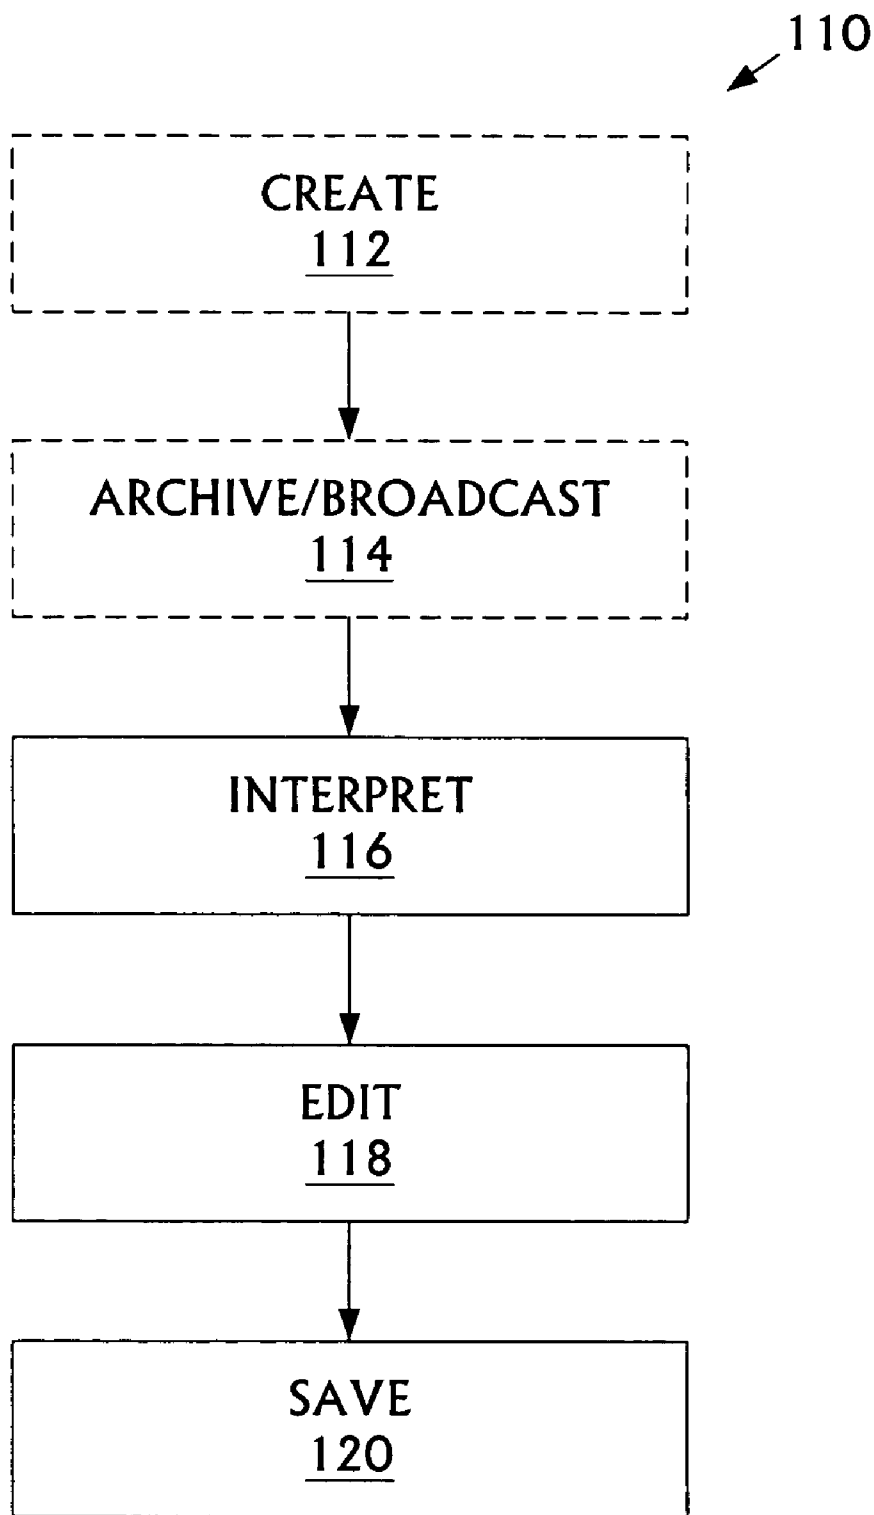 110
CREATE
112
ARCHIVE/BROADCAST
114
INTERPRET
116
EDIT
118
SAVE
120